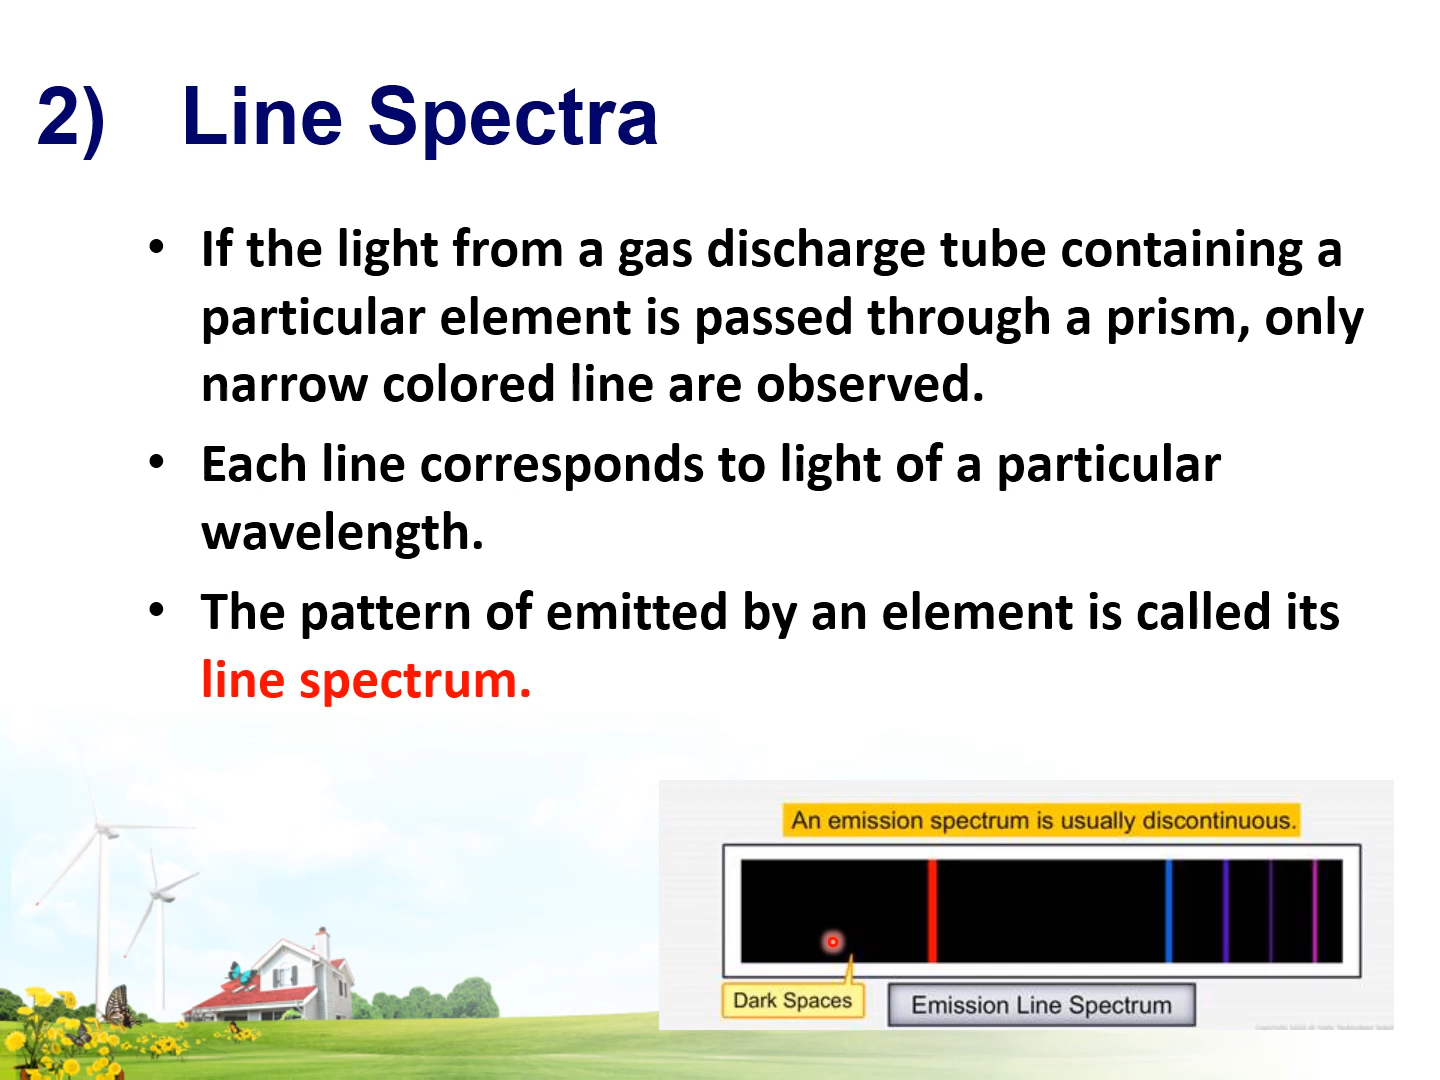 2) Line Spectra
• If the light from a gas discharge tube containing a
particular element is passed through a prism, only
narrow colored line are observed.
• Each line corresponds to light of a particular
wavelength.
• The pattern of emitted by an element is called its
line spectrum.
An emission spectrum is usually discontinuous.
Dark Spaces
Emission Line Spectrum